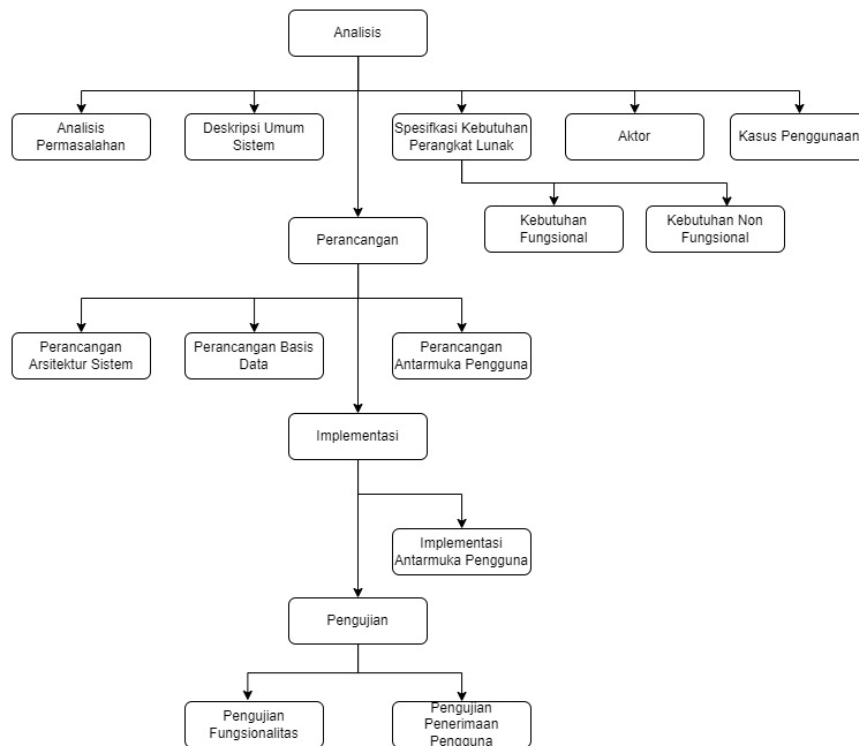 Analisis
Analisis
Permasalahan
Deskripsi Umum
Sistem
Spesifkasi Kebutuhan
Perangkat Lunak
Aktor
Kasus Penggunaan
Kebutuhan
Fungsional
Kebutuhan Non
Fungsional
Perancangan
Perancangan
Arsitektur Sistem
Perancangan Basis
Data
Perancangan
Antarmuka Pengguna
Implementasi
Implementasi
Antarmuka Pengguna
Pengujian
Pengujian
Fungsionalitas
Pengujian
Penerimaan
Pengguna